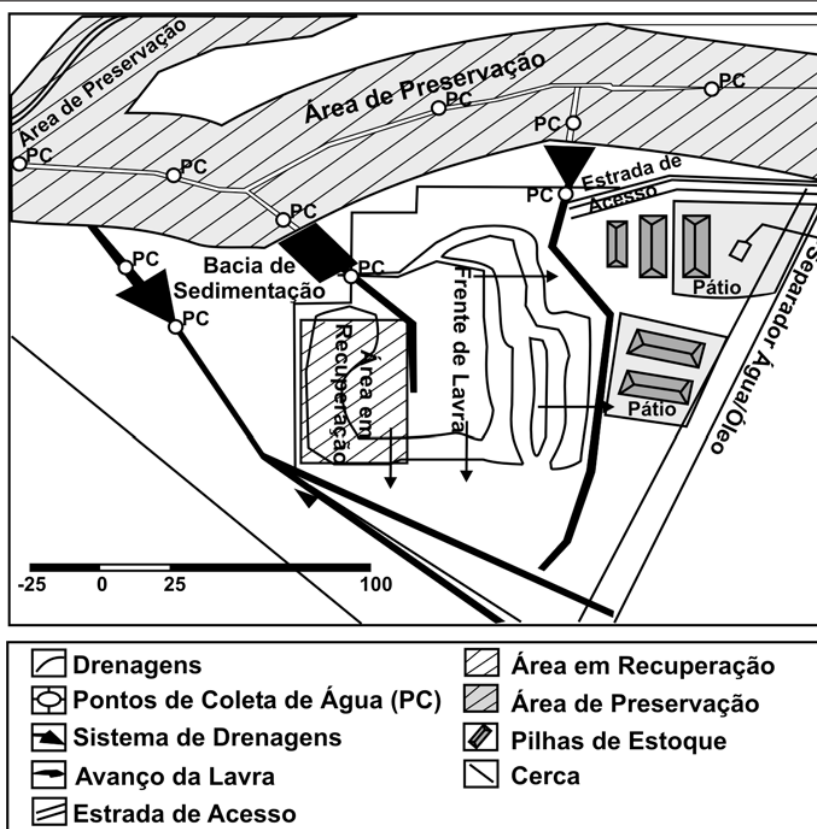 Área de Preservação
Área de Preservação
PC
PC
PC
PC
PC
PC
PC
Estrada de
Acesso
PC
PC
PC
Bacia de
Sedimentação
Frente de Lavra
Área em
Recuperação
Pátio
Pátio
Separador Água/Óleo
-25 0 25 100
Drenagens
Pontos de Coleta de Água (PC)
Sistema de Drenagens
Avanço da Lavra
Estrada de Acesso
Área em Recuperação
Área de Preservação
Pilhas de Estoque
Cerca